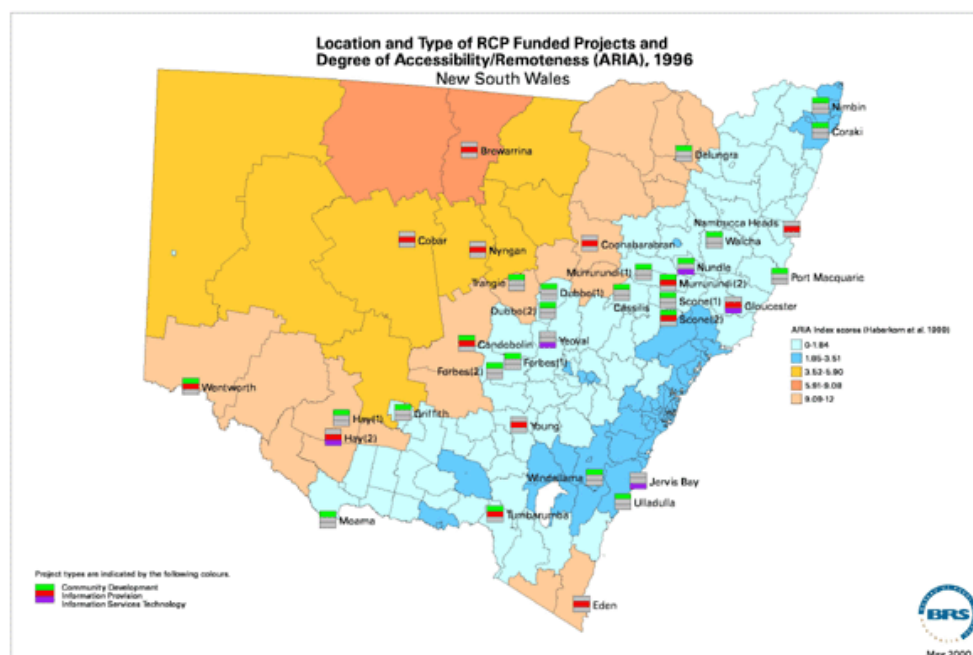 Location and Type of RCP Funded Projects and
Degree of Accessibility/Remoteness (ARIA), 1996
New South Wales
Nimbin
Coraki
Brewarrina
Delungra
Nambucca Heads
Walcha
Cobar
Nyngan
Coonabarabran
Murrurundi(1)
Nundle
Port Macquarie
Trangie
Dubbo(1)
Cassilis
Murrurundi(2)
Scone(1)
Gloucester
Dubbo(2)
Scone(2)
ARIA Index scores (Haberkorn et al. 1999)
0-1.84
1.85-3.51
3.52-5.80
5.81-9.08
9.09-12
Condobolin
Yeoval
Forbes(1)
Forbes(2)
Wentworth
Hay(1)
Griffith
Young
Hay(2)
Windellama
Jervis Bay
Ulladulla
Moama
Tumbarumba
Project types are indicated by the following colours.
Community Development
Information Provision
Information Services Technology
Eden
BRS
May 2000